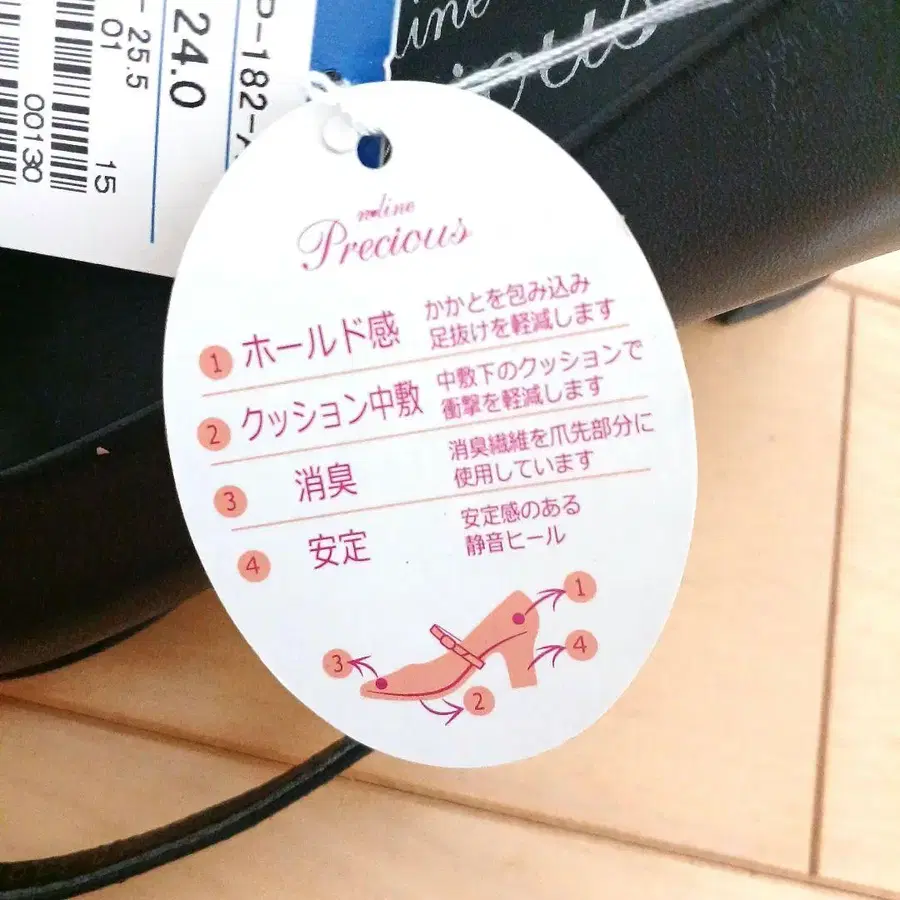 P-182-
24.0
- 25.5
01
15
00130
line
ious
n♥line
Precious
1 ホールド感 かかとを包み込み
足抜けを軽減します
2 クッション中敷 中敷下のクッションで
衝撃を軽減します
3 消臭 消臭繊維を爪先部分に
使用しています
4 安定 安定感のある
静音ヒール
1
4
3
2